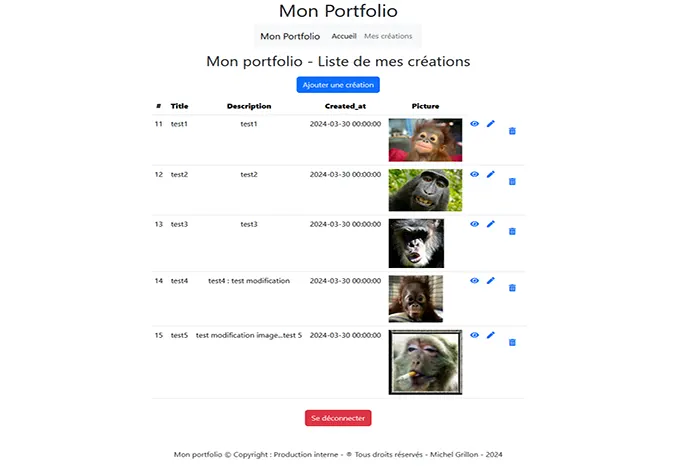 Mon Portfolio
Mon Portfolio Accueil Mes créations
Mon portfolio - Liste de mes créations
Ajouter une création
# Title Description Created_at Picture
11 test1 test1 2024-03-30 00:00:00
12 test2 test2 2024-03-30 00:00:00
13 test3 test3 2024-03-30 00:00:00
14 test4 test4 : test modification 2024-03-30 00:00:00
15 test5 test modification image...test 5 2024-03-30 00:00:00
Se déconnecter
Mon portfolio © Copyright : Production interne - ® Tous droits réservés - Michel Grillon - 2024